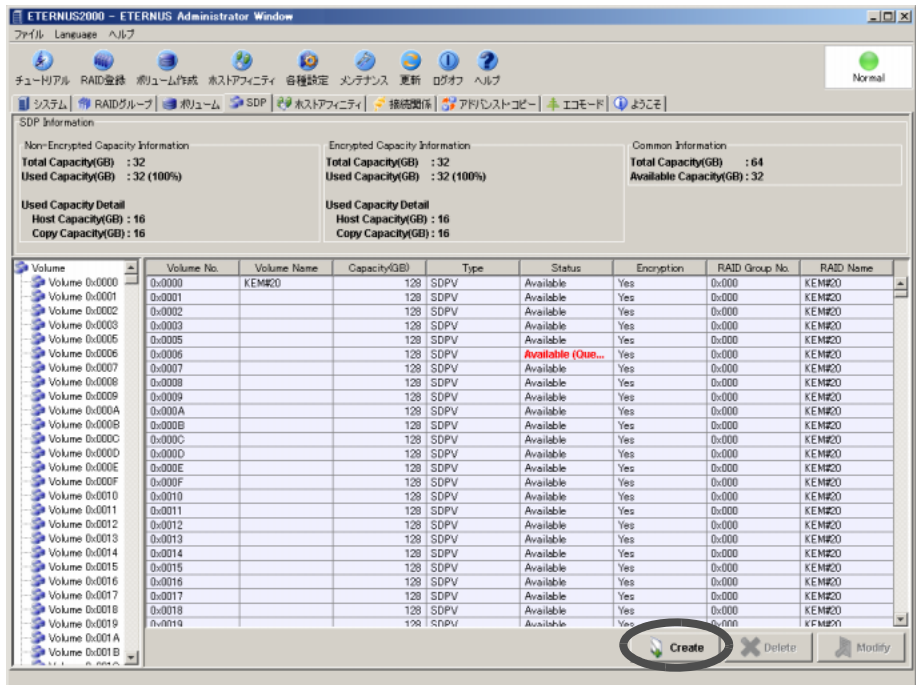 ETERNUS2000 - ETERNUS Administrator Window
ファイル Language ヘルプ
チュートリアル RAID登録 ボリューム作成 ホストアフィニティ 各種設定 メンテナンス 更新 ログオフ ヘルプ
Normal
システム RAIDグループ ボリューム SDP ホストアフィニティ 接続関係 アドバンスト・コピー エコモード ようこそ
SDP Information
Non-Encrypted Capacity Information Encrypted Capacity Information Common Information
Total Capacity(GB) : 32 Total Capacity(GB) : 32 Total Capacity(GB) : 64
Used Capacity(GB) : 32 (100%) Used Capacity(GB) : 32 (100%) Available Capacity(GB) : 32
Used Capacity Detail Used Capacity Detail
Host Capacity(GB) : 16 Host Capacity(GB) : 16
Copy Capacity(GB) : 16 Copy Capacity(GB) : 16
Volume Volume No. Volume Name Capacity(GB) Type Status Encryption RAID Group No. RAID Name
Volume 0x0000 0x0000 KEM#20 128 SDPV Available Yes 0x000 KEM#20
Volume 0x0001 0x0001 128 SDPV Available Yes 0x000 KEM#20
Volume 0x0002 0x0002 128 SDPV Available Yes 0x000 KEM#20
Volume 0x0003 0x0003 128 SDPV Available Yes 0x000 KEM#20
Volume 0x0005 0x0005 128 SDPV Available Yes 0x000 KEM#20
Volume 0x0006 0x0006 128 SDPV Available (Que... Yes 0x000 KEM#20
Volume 0x0007 0x0007 128 SDPV Available Yes 0x000 KEM#20
Volume 0x0008 0x0008 128 SDPV Available Yes 0x000 KEM#20
Volume 0x0009 0x0009 128 SDPV Available Yes 0x000 KEM#20
Volume 0x000A 0x000A 128 SDPV Available Yes 0x000 KEM#20
Volume 0x000B 0x000B 128 SDPV Available Yes 0x000 KEM#20
Volume 0x000C 0x000C 128 SDPV Available Yes 0x000 KEM#20
Volume 0x000D 0x000D 128 SDPV Available Yes 0x000 KEM#20
Volume 0x000E 0x000E 128 SDPV Available Yes 0x000 KEM#20
Volume 0x000F 0x000F 128 SDPV Available Yes 0x000 KEM#20
Volume 0x0010 0x0010 128 SDPV Available Yes 0x000 KEM#20
Volume 0x0011 0x0011 128 SDPV Available Yes 0x000 KEM#20
Volume 0x0012 0x0012 128 SDPV Available Yes 0x000 KEM#20
Volume 0x0013 0x0013 128 SDPV Available Yes 0x000 KEM#20
Volume 0x0014 0x0014 128 SDPV Available Yes 0x000 KEM#20
Volume 0x0015 0x0015 128 SDPV Available Yes 0x000 KEM#20
Volume 0x0016 0x0016 128 SDPV Available Yes 0x000 KEM#20
Volume 0x0017 0x0017 128 SDPV Available Yes 0x000 KEM#20
Volume 0x0018 0x0018 128 SDPV Available Yes 0x000 KEM#20
Volume 0x0019 0x0019 128 SDPV Available Yes 0x000 KEM#20
Volume 0x001A
Volume 0x001B Create Delete Modify